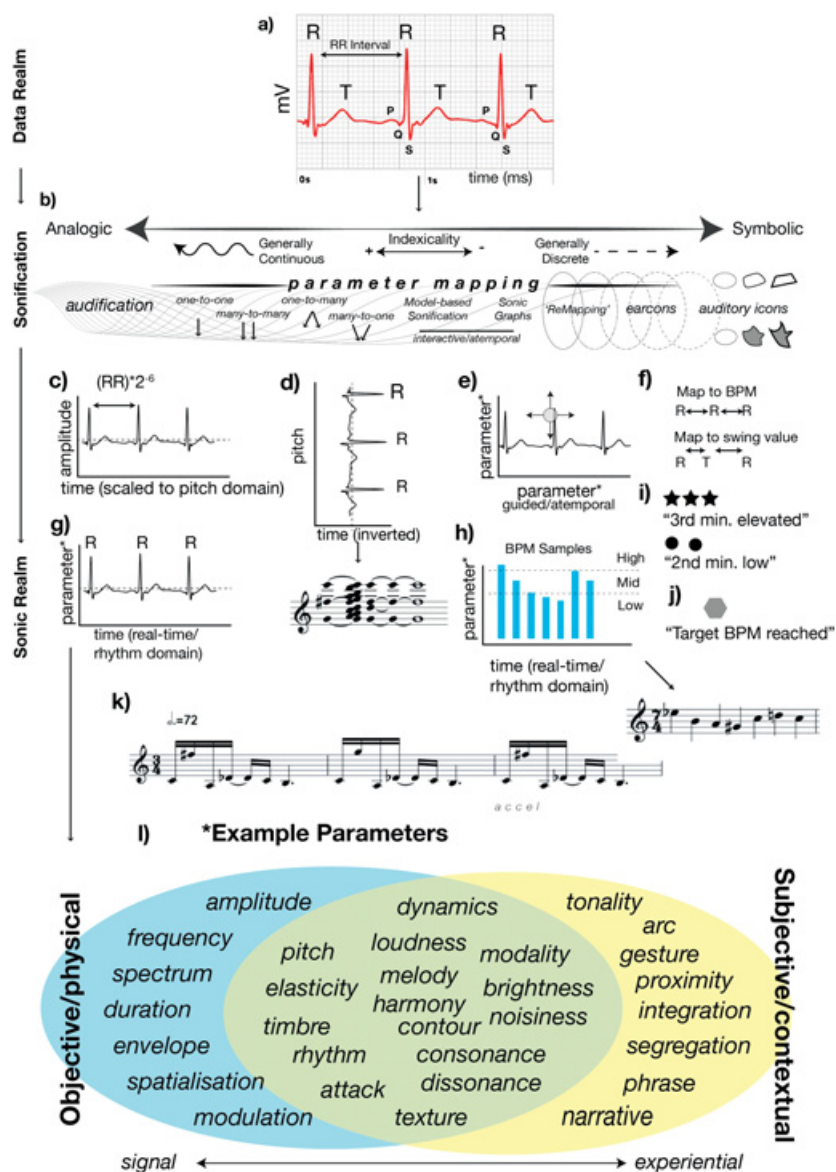 a)
R
R
R
RR Interval
T
T
T
P
P
Q
Q
S
S
mV
0s
1s
time (ms)
Data Realm
b)
Analogic
Symbolic
Generally
Continuous
+
Indexicality
-
Generally
Discrete
Sonification
parameter mapping
audification
one-to-one
many-to-many
one-to-many
many-to-one
Model-based
Sonification
Sonic
Graphs
interactive/atemporal
'ReMapping'
earcons
auditory icons
c)
(RR)*2-6
amplitude
time (scaled to pitch domain)
d)
R
R
R
pitch
time (inverted)
e)
parameter*
parameter*
guided/atemporal
f)
Map to BPM
R R R
Map to swing value
R T R
g)
R R R
parameter*
time (real-time/
rhythm domain)
Sonic Realm
h)
BPM Samples
High
Mid
Low
parameter*
time (real-time/
rhythm domain)
i)
“3rd min. elevated”
“2nd min. low”
j)
“Target BPM reached”
7
4
k)
=72
3
4
accel
l)
*Example Parameters
Objective/physical
Subjective/contextual
amplitude
frequency
spectrum
duration
envelope
spatialisation
modulation
dynamics
pitch
loudness
modality
elasticity
melody
brightness
harmony
noisiness
timbre
contour
rhythm
consonance
attack
dissonance
texture
tonality
arc
gesture
proximity
integration
segregation
phrase
narrative
signal
experiential